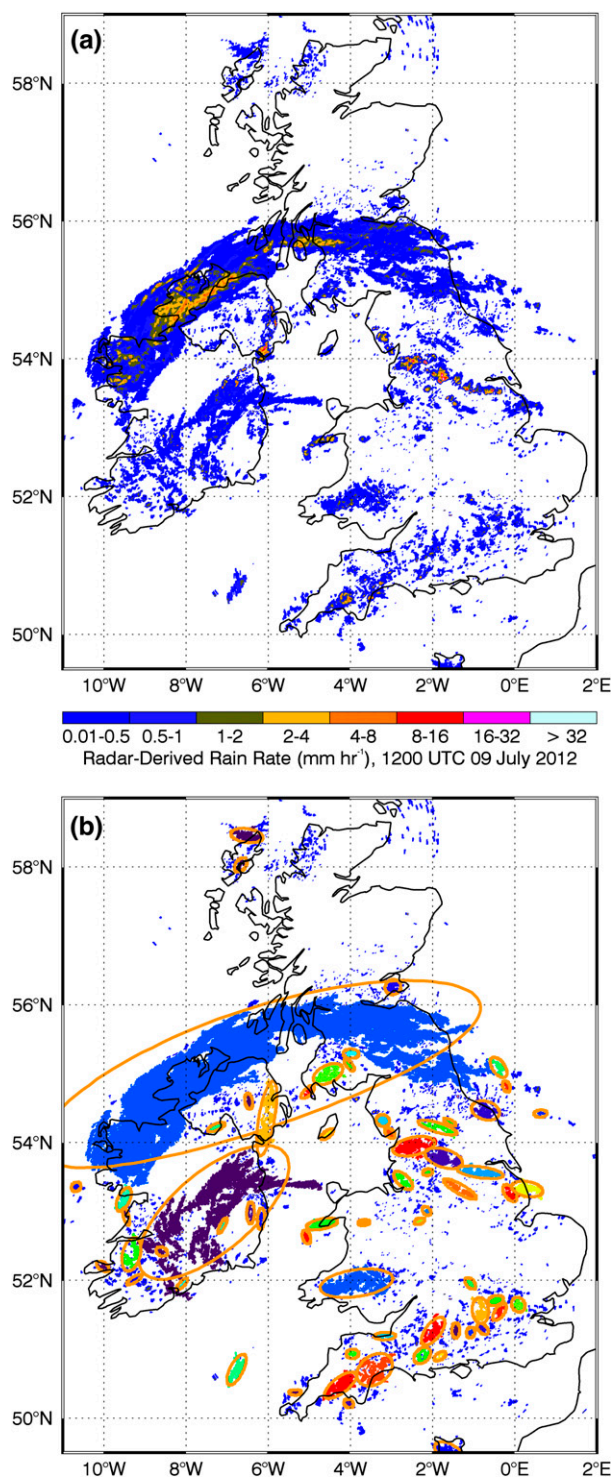 (a)
58°N
56°N
54°N
52°N
50°N
10°W 8°W 6°W 4°W 2°W 0°E 2°E
0.01-0.5 0.5-1 1-2 2-4 4-8 8-16 16-32 > 32
Radar-Derived Rain Rate (mm hr⁻¹), 1200 UTC 09 July 2012
(b)
58°N
56°N
54°N
52°N
50°N
10°W 8°W 6°W 4°W 2°W 0°E 2°E